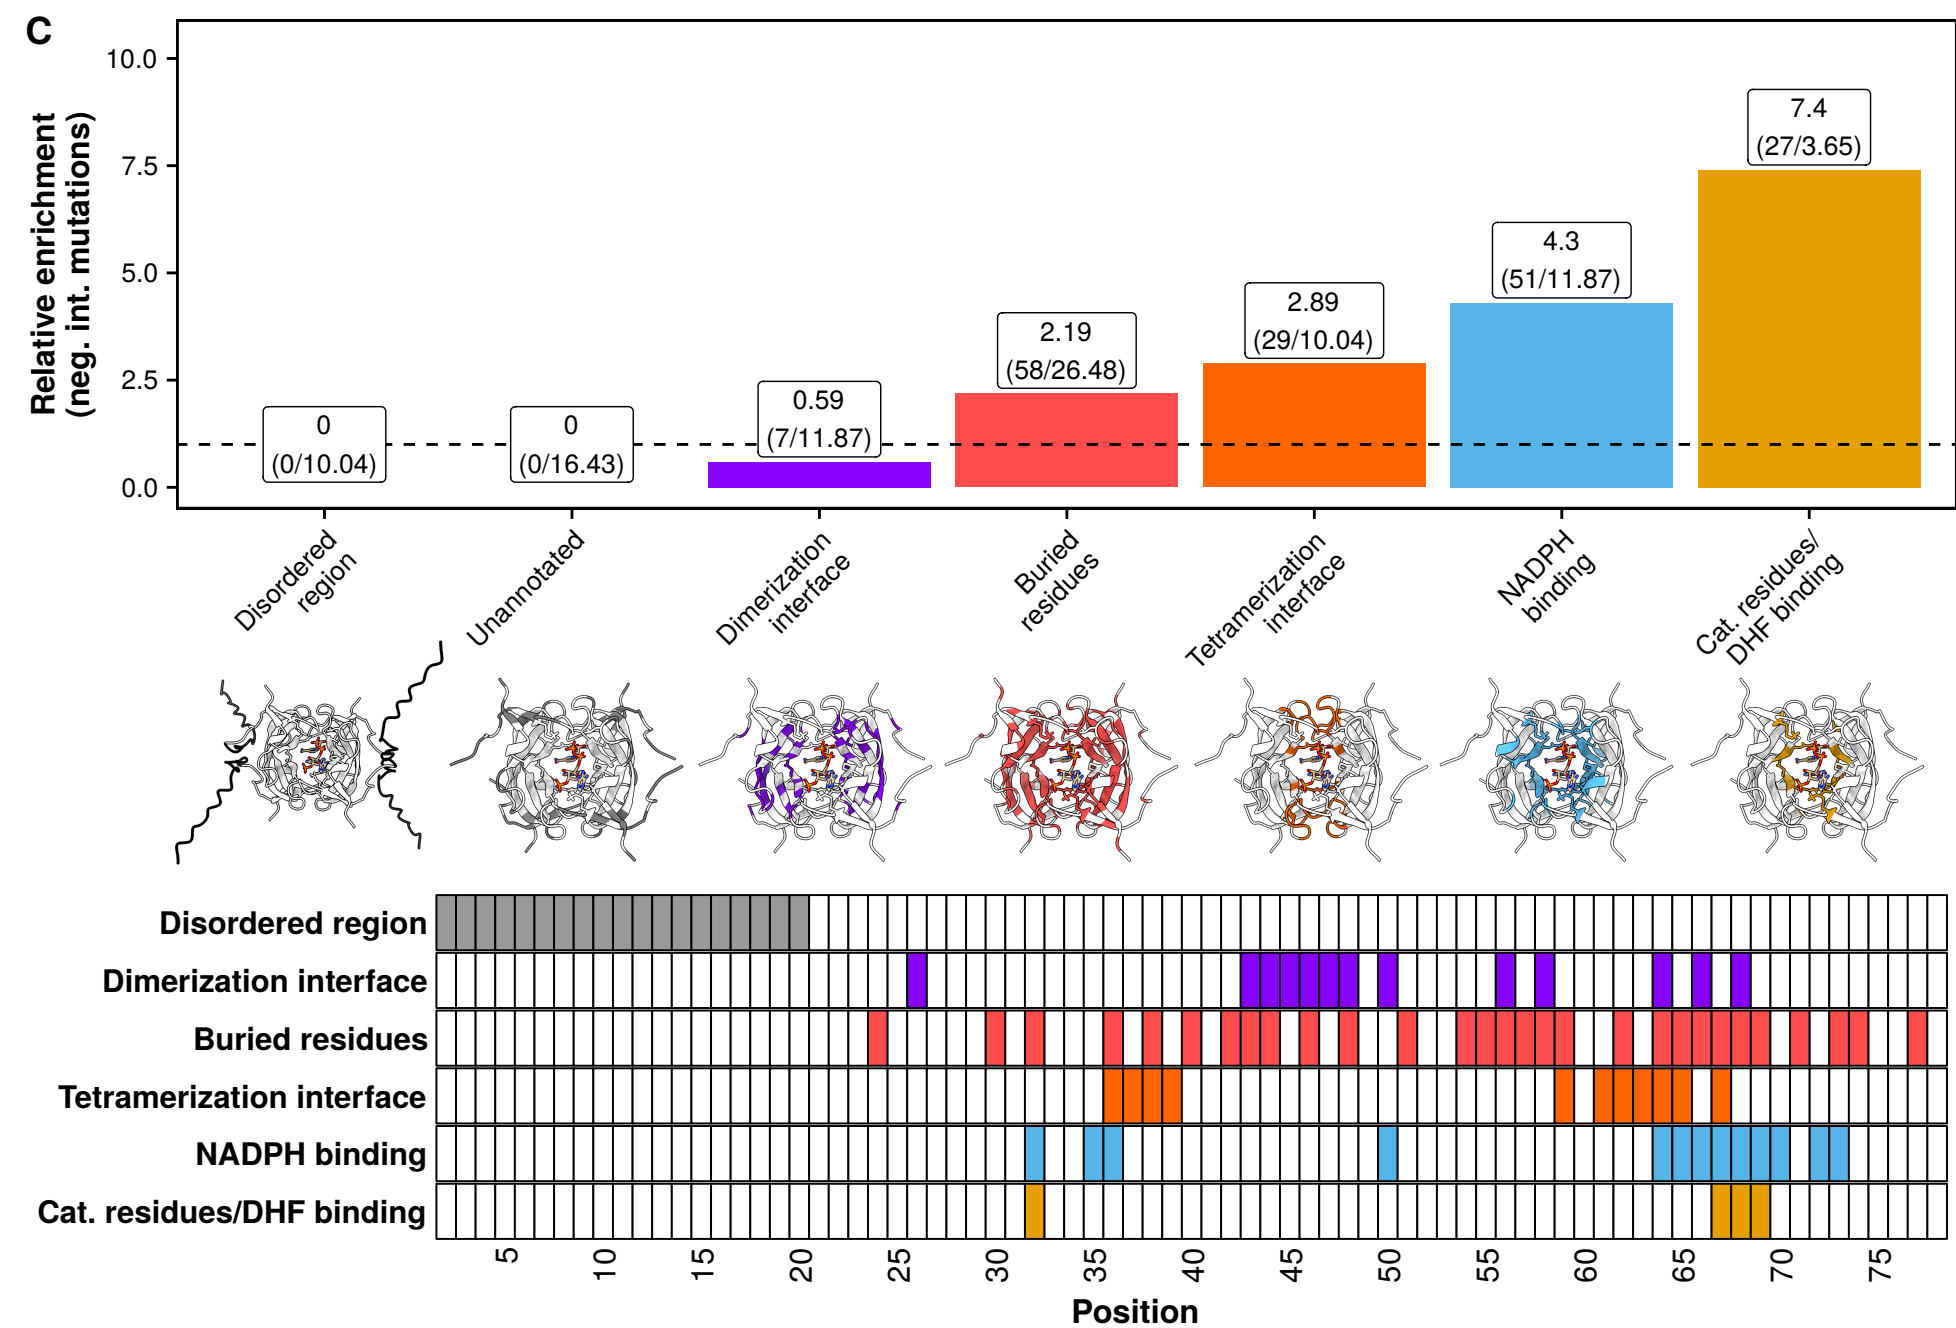 C
Relative enrichment
(neg. int. mutations)
10.0
7.5
5.0
2.5
0.0
0
(0/10.04)
0
(0/16.43)
0.59
(7/11.87)
2.19
(58/26.48)
2.89
(29/10.04)
4.3
(51/11.87)
7.4
(27/3.65)
Disordered
region
Unannotated
Dimerization
interface
Buried
residues
Tetramerization
interface
NADPH
binding
Cat. residues/
DHF binding
Disordered region
Dimerization interface
Buried residues
Tetramerization interface
NADPH binding
Cat. residues/DHF binding
5
10
15
20
25
30
35
40
45
50
55
60
65
70
75
Position